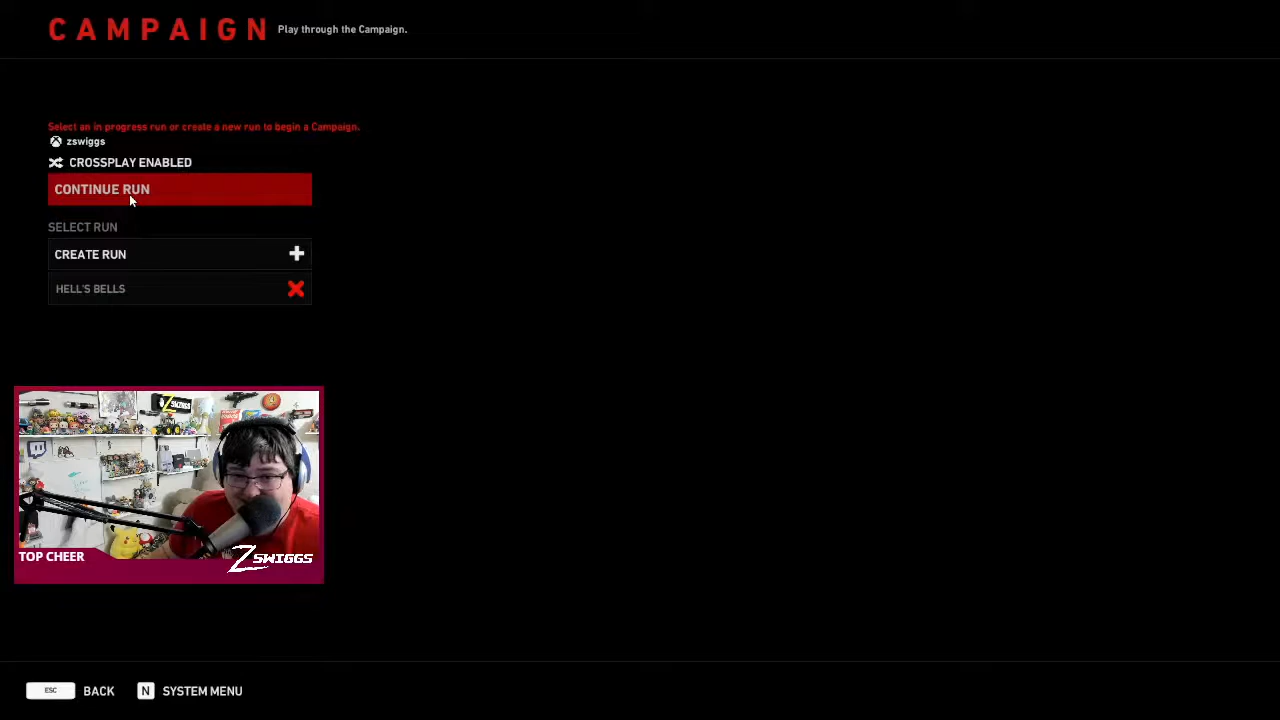 CAMPAIGN Play through the Campaign.
Select an in progress run or create a new run to begin a Campaign.
zswiggs
CROSSPLAY ENABLED
CONTINUE RUN
SELECT RUN
CREATE RUN
HELL'S BELLS
ZSWIGGS
TOP CHEER
ZSWIGGS
ESC BACK N SYSTEM MENU